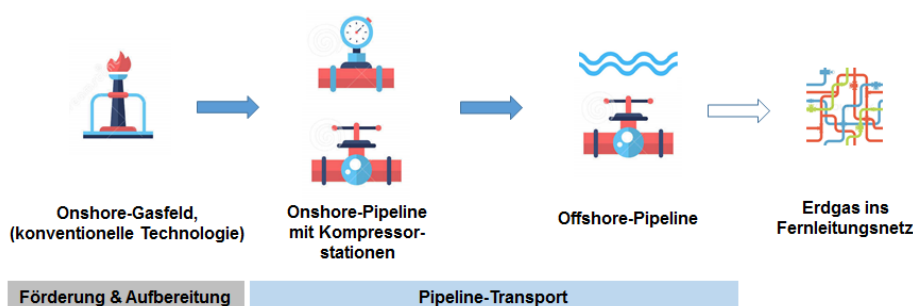 Onshore-Gasfeld,
(konventionelle Technologie)
Onshore-Pipeline
mit Kompressor-
stationen
Offshore-Pipeline
Erdgas ins
Fernleitungsnetz
Förderung & Aufbereitung
Pipeline-Transport